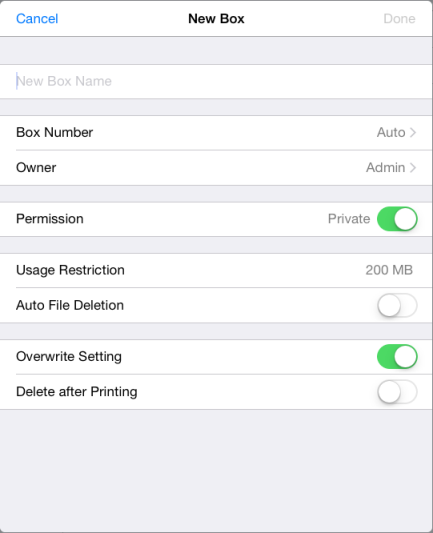 Cancel New Box Done
New Box Name
Box Number Auto
Owner Admin
Permission Private
Usage Restriction 200 MB
Auto File Deletion
Overwrite Setting
Delete after Printing